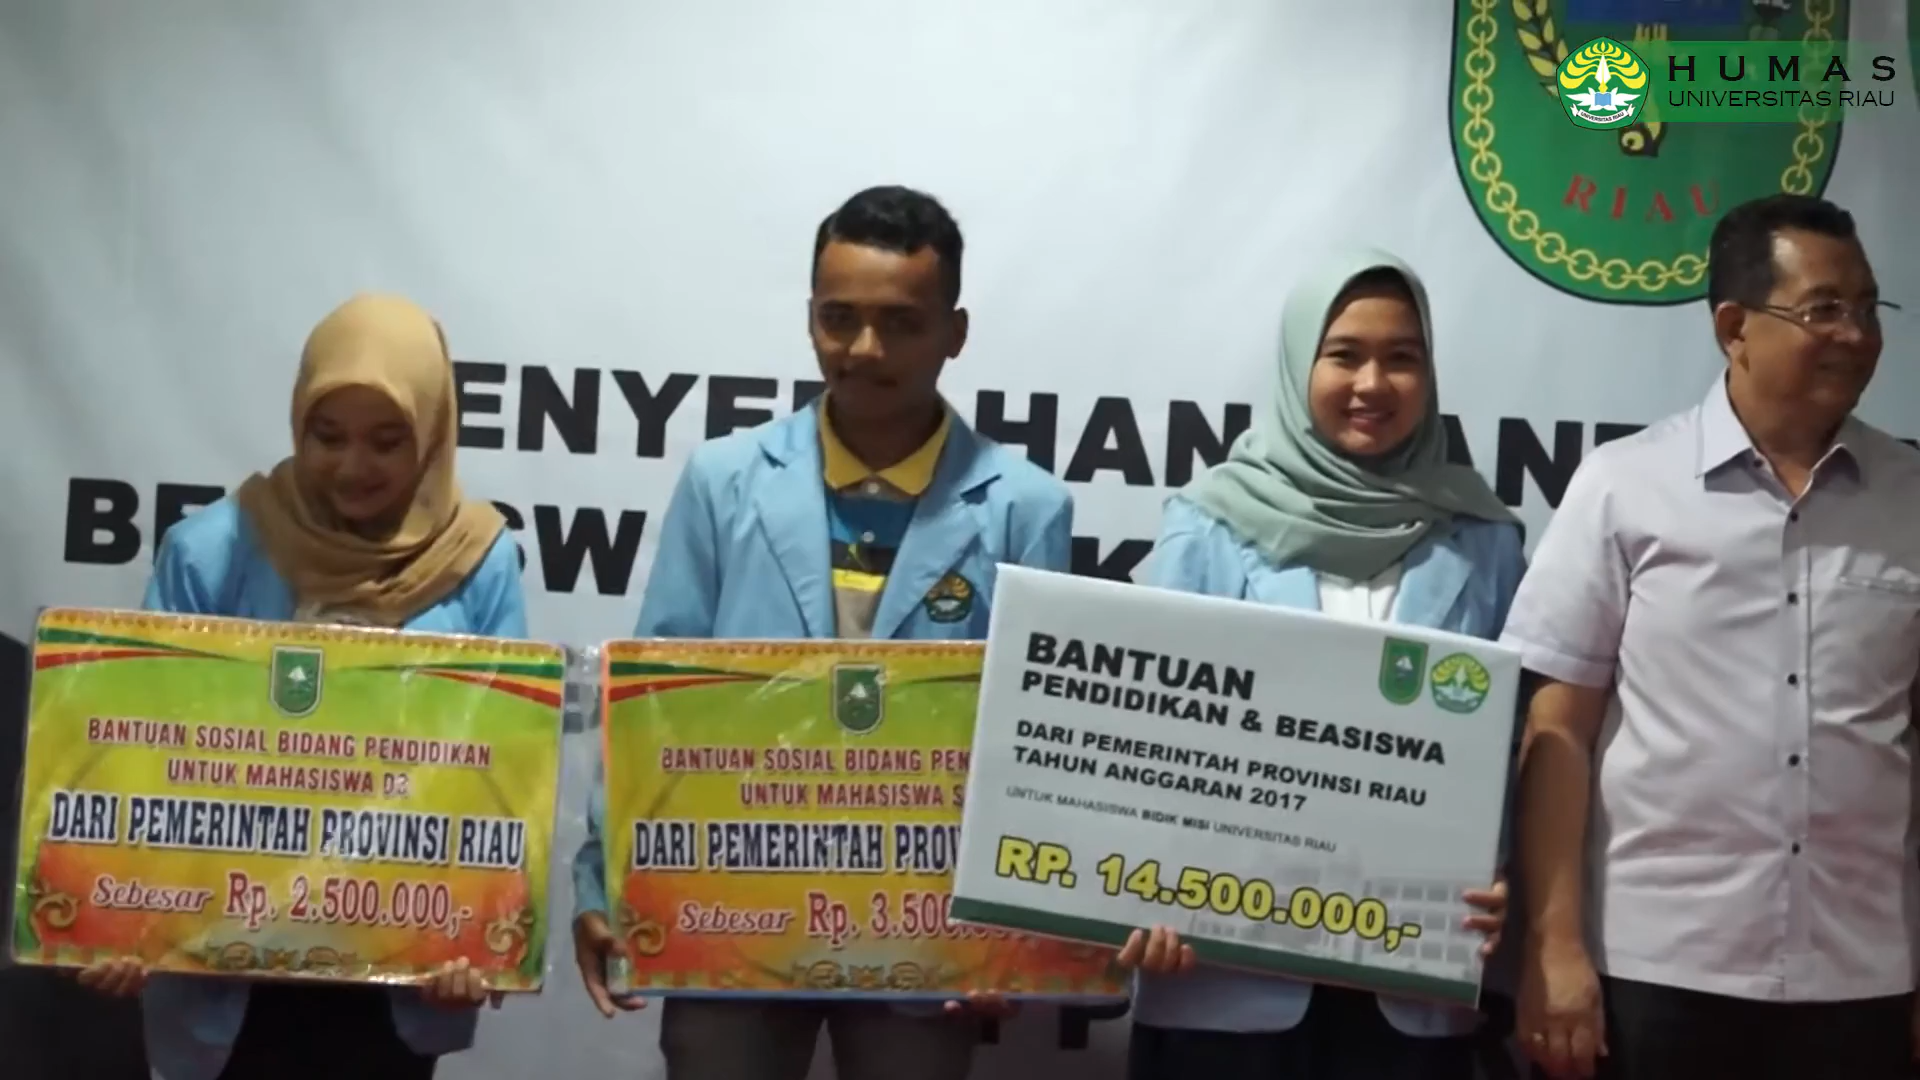 HUMAS
UNIVERSITAS RIAU
RIAU
BANTUAN SOSIAL BIDANG PENDIDIKAN
UNTUK MAHASISWA D3
DARI PEMERINTAH PROVINSI RIAU
Sebesar Rp. 2.500.000,-
BANTUAN SOSIAL BIDANG
UNTUK MAHASISWA
DARI PEMERINTAH
Sebesar Rp.
BANTUAN
PENDIDIKAN & BEASISWA
DARI PEMERINTAH PROVINSI RIAU
TAHUN ANGGARAN 2017
UNTUK MAHASISWA BIDIK MISI UNIVERSITAS RIAU
RP. 14.500.000,-